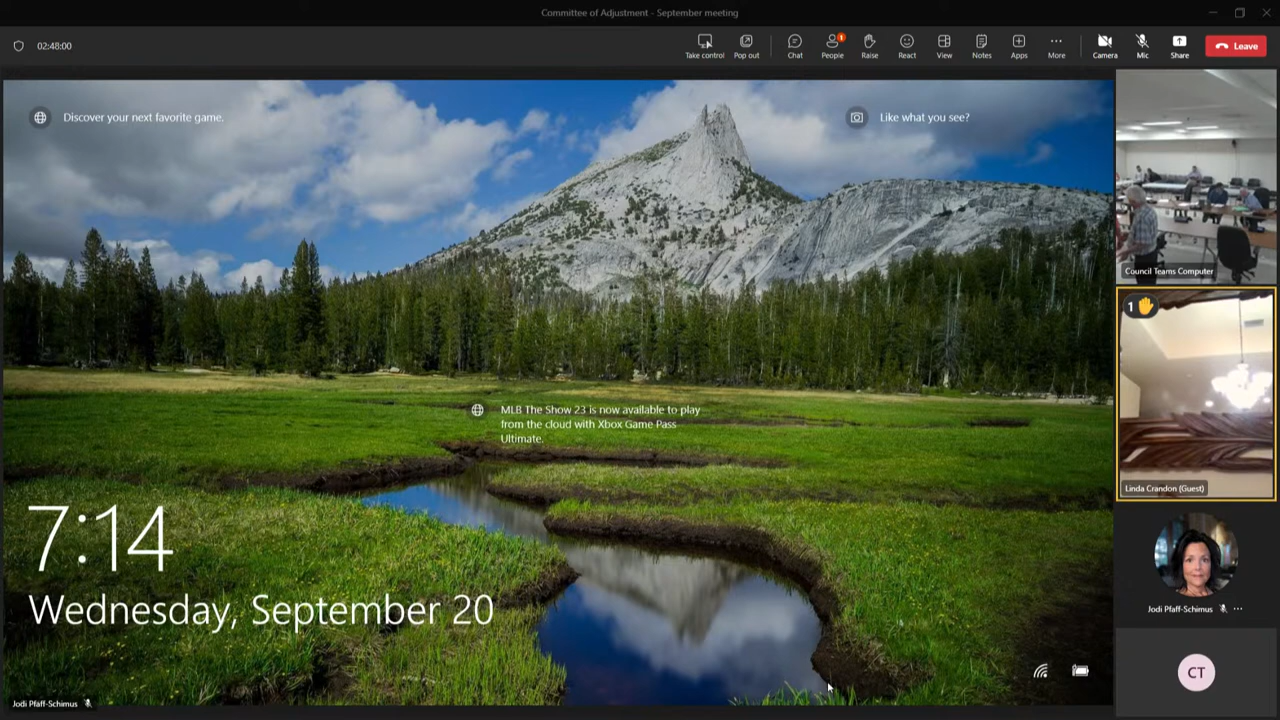 Committee of Adjustment - September meeting
02:48:00
Take control
Pop out
Chat
People
1
Raise
React
View
Notes
Apps
More
Camera
Mic
Share
Leave
Discover your next favorite game.
Like what you see?
MLB The Show 23 is now available to play
from the cloud with Xbox Game Pass
Ultimate.
7:14
Wednesday, September 20
Jodi Pfaff-Schimus
Council Teams Computer
1
Linda Crandon (Guest)
Jodi Pfaff-Schimus
CT